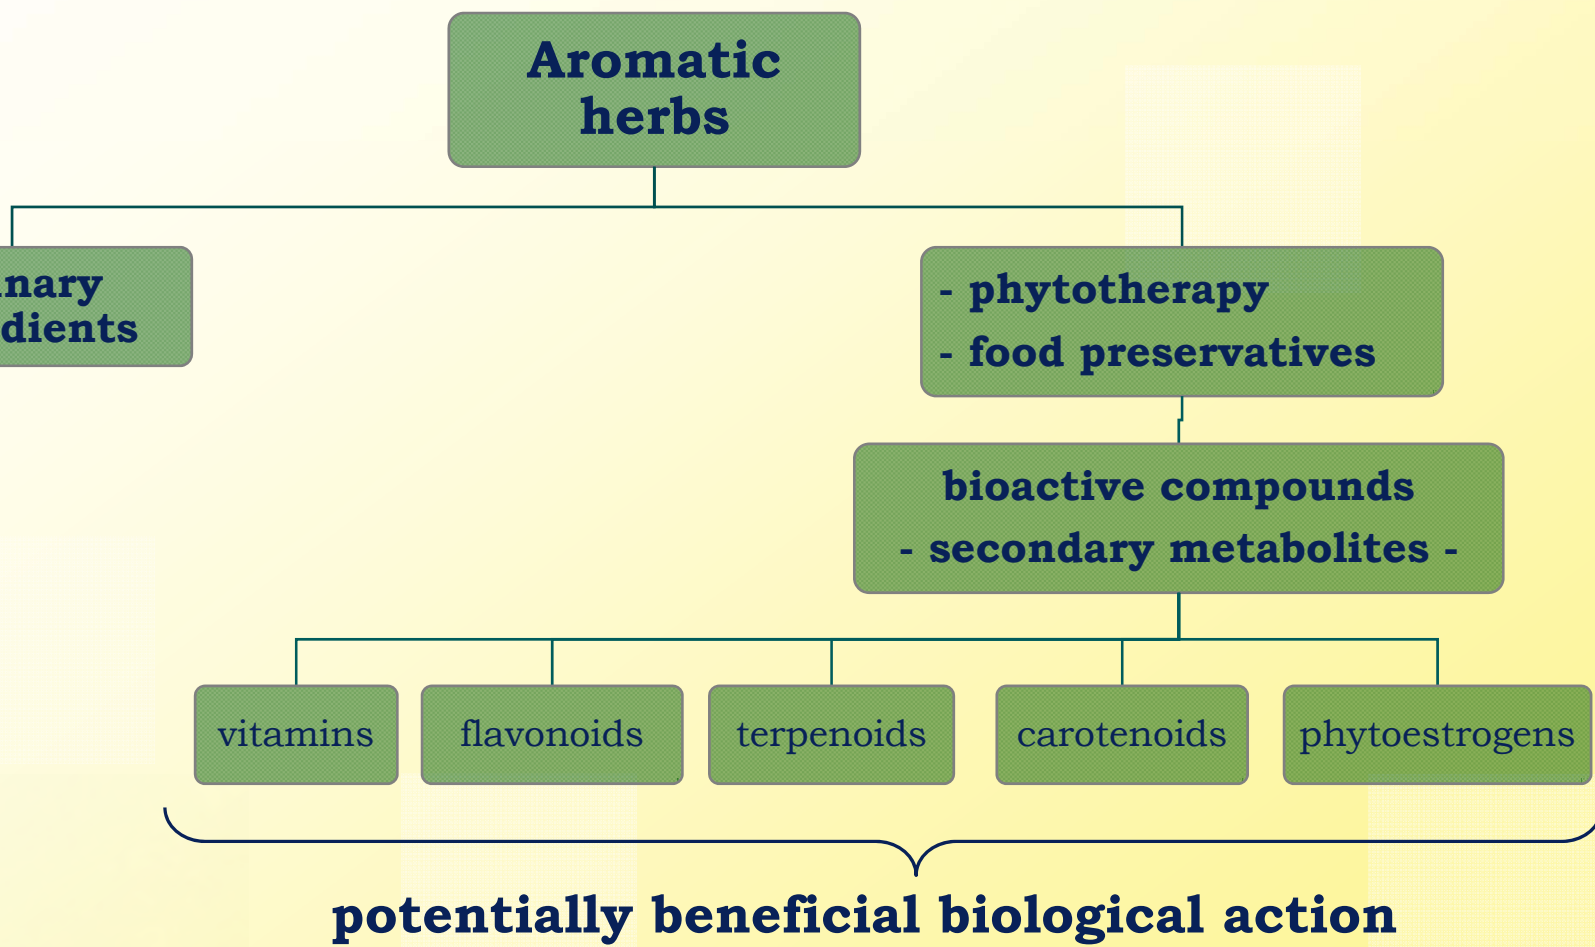 Aromatic
herbs
- phytotherapy
- food preservatives
bioactive compounds
- secondary metabolites -
vitamins
flavonoids
terpenoids
carotenoids
phytoestrogens
potentially beneficial biological action